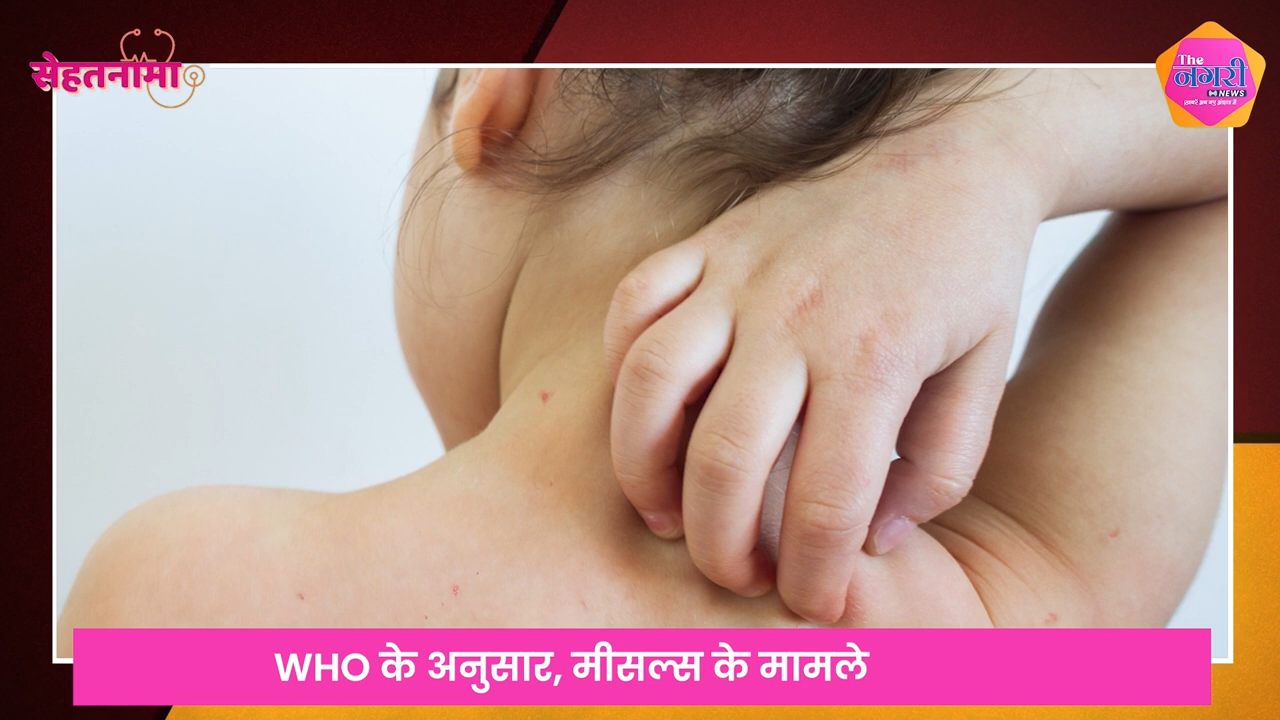 सेहतनामा
The
नगरी
NEWS
WHO के अनुसार, मीसल्स के मामले